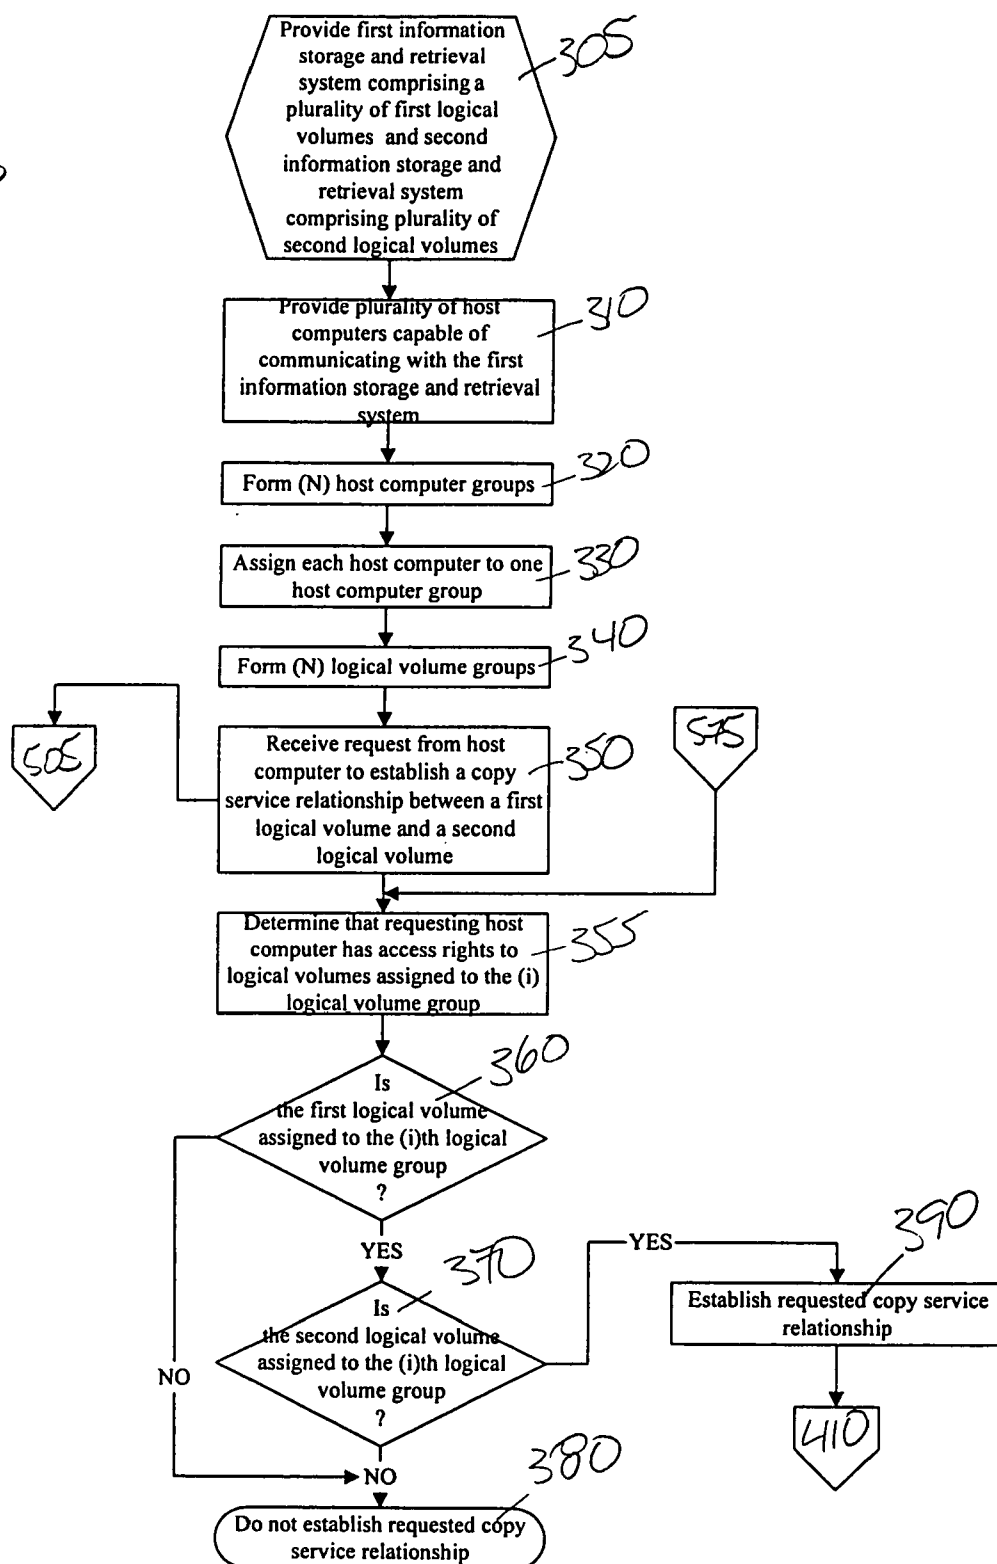 Provide first information
storage and retrieval
system comprising a
plurality of first logical
volumes and second
information storage and
retrieval system
comprising plurality of
second logical volumes
305
Provide plurality of host
computers capable of
communicating with the first
information storage and retrieval
system
310
Form (N) host computer groups
320
Assign each host computer to one
host computer group
330
Form (N) logical volume groups
340
505
Receive request from host
computer to establish a copy
service relationship between a first
logical volume and a second
logical volume
350
575
Determine that requesting host
computer has access rights to
logical volumes assigned to the (i)
logical volume group
355
Is
the first logical volume
assigned to the (i)th logical
volume group
?
360
YES
Is
the second logical volume
assigned to the (i)th logical
volume group
?
370
YES
390
Establish requested copy service
relationship
410
NO
NO
380
Do not establish requested copy
service relationship